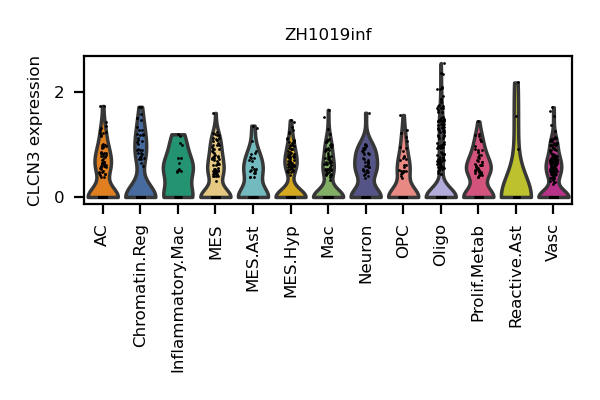 ZH1019inf
CLCN3 expression
2
0
AC
Chromatin.Reg
Inflammatory.Mac
MES
MES.Ast
MES.Hyp
Mac
Neuron
OPC
Oligo
Prolif.Metab
Reactive.Ast
Vasc